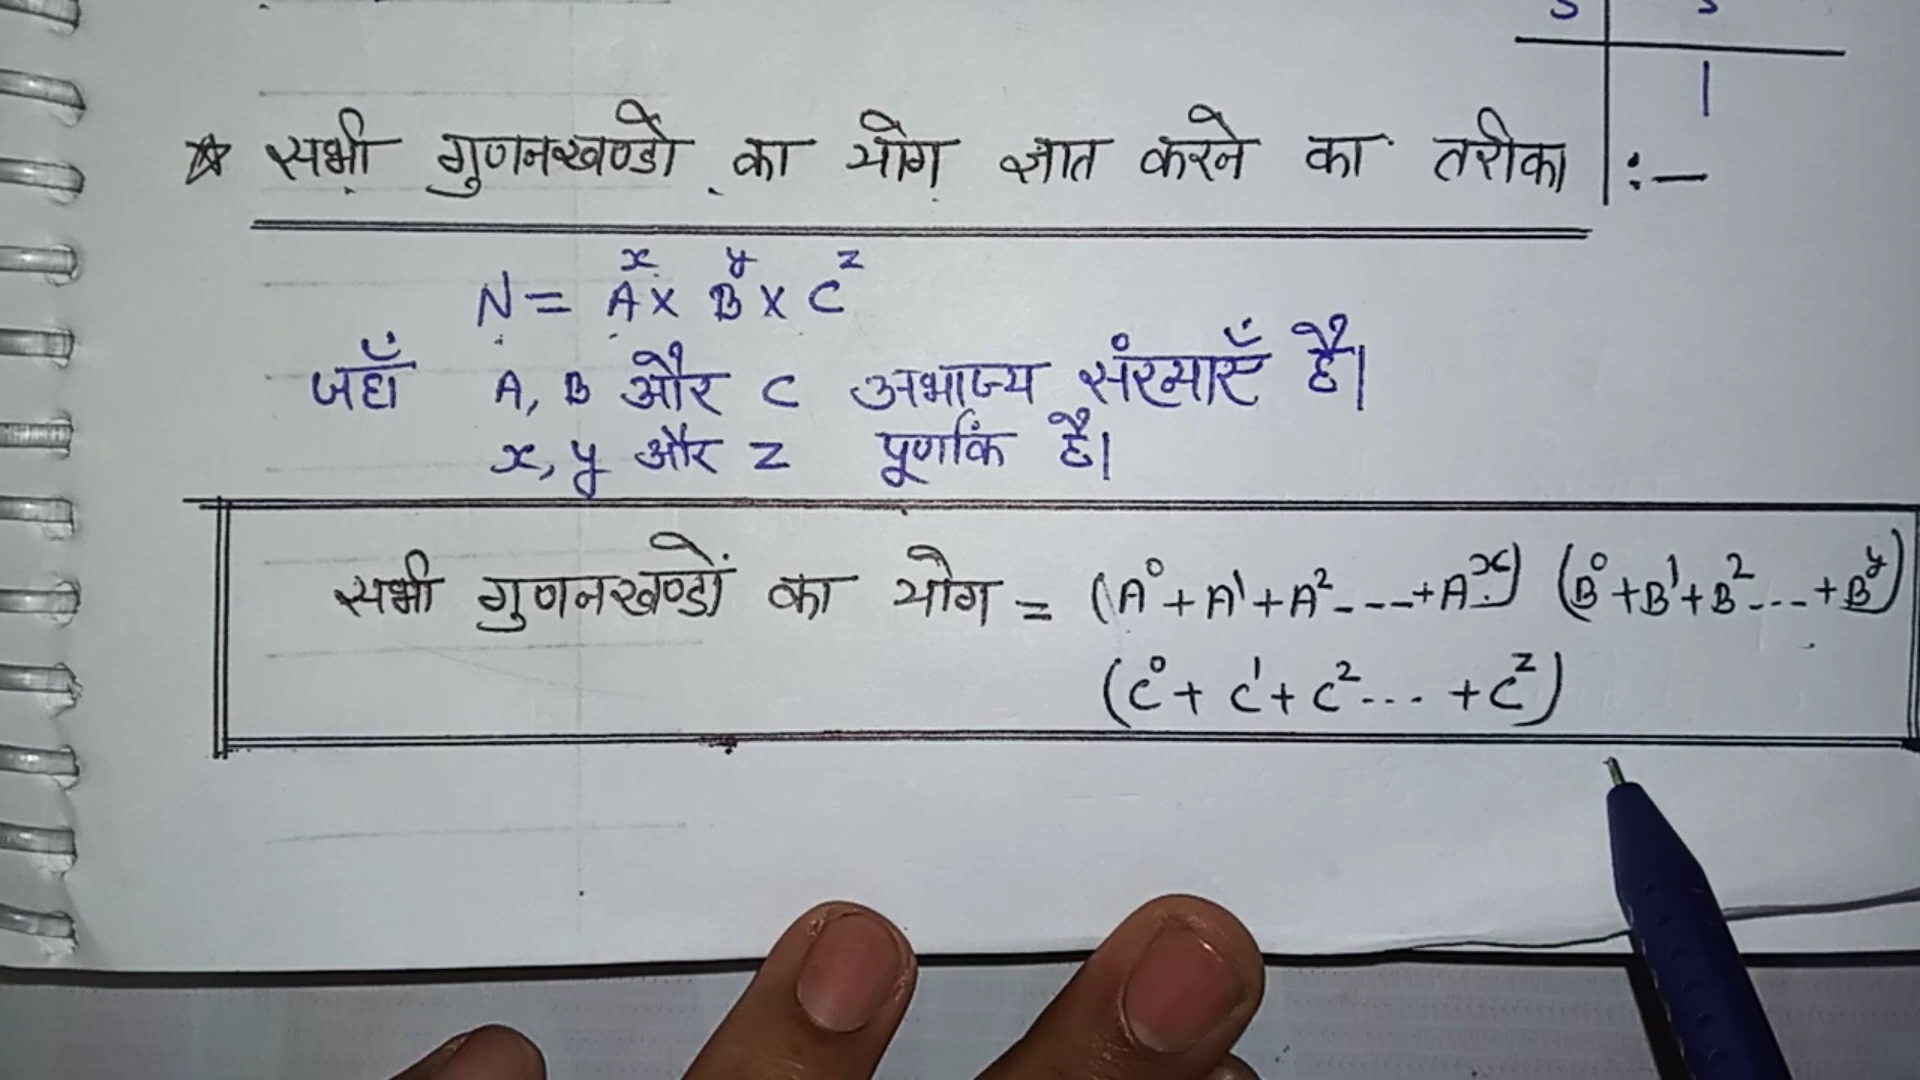 ★ सभी गुणनखण्डो का योग ज्ञात करने का तरीका :-
N = A^x × B^y × C^z
जहाँ A, B और C अभाज्य संख्याएँ है।
x, y और z पूर्णांक है।
सभी गुणनखण्डों का योग = (A^0 + A^1 + A^2 ---- + A^x) (B^0 + B^1 + B^2 ---- + B^y)
(C^0 + C^1 + C^2 ---- + C^z)
1